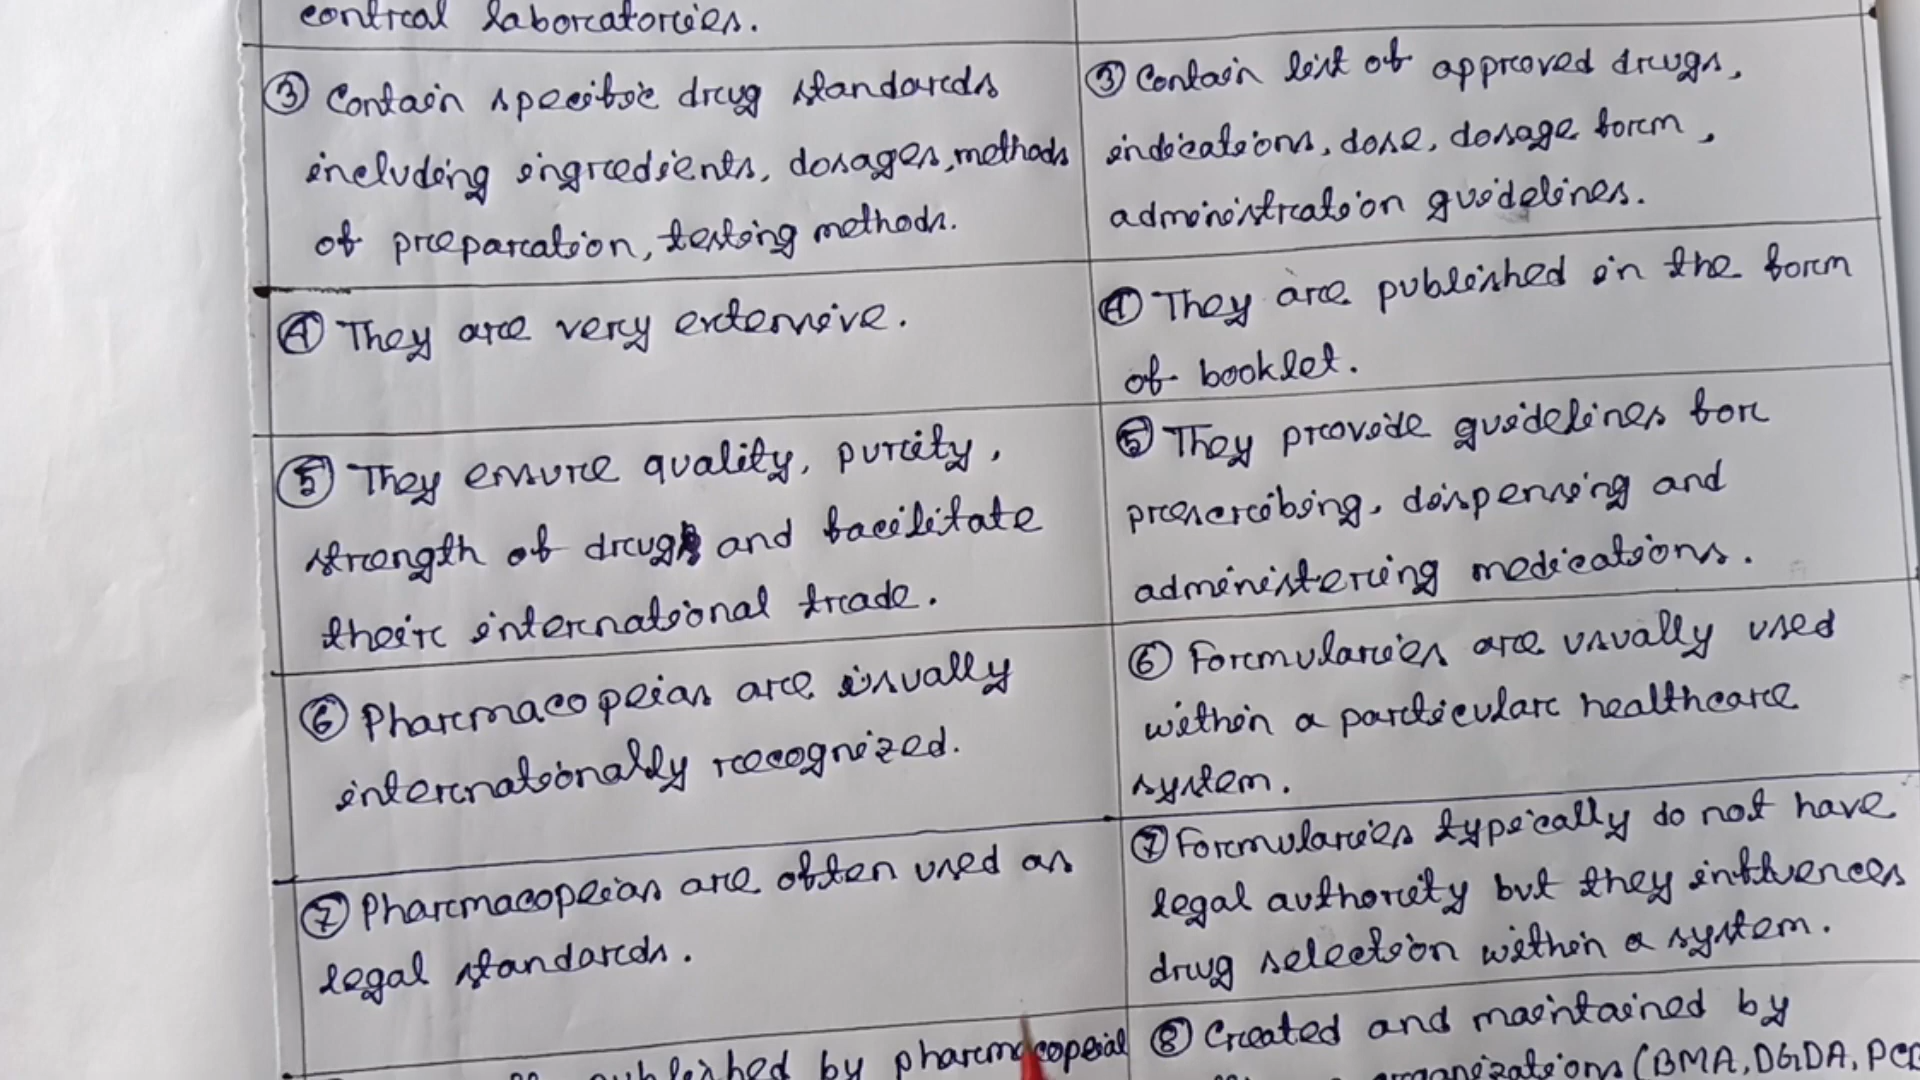 control laboratories.
③ Contain specific drug standards
including ingredients, dosages, methods
of preparation, testing methods.
④ They are very extensive.
⑤ They ensure quality, purity,
strength of drugs and facilitate
their international trade.
⑥ Pharmacopeias are usually
internationally recognized.
⑦ Pharmacopeias are often used as
legal standards.
published by pharmacopeial
③ Contain list of approved drugs,
indications, dose, dosage form,
administration guidelines.
④ They are published in the form
of booklet.
⑤ They provide guidelines for
prescribing, dispensing and
administering medications.
⑥ Formularies are usually used
within a particular healthcare
system.
⑦ Formularies typically do not have
legal authority but they influences
drug selection within a system.
⑧ Created and maintained by
organizations (BMA, DGDA,